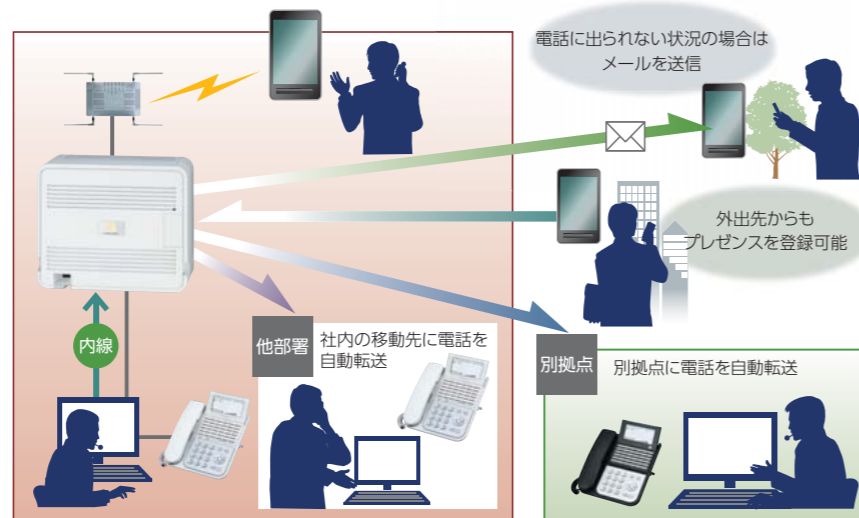 電話に出られない状況の場合は
メールを送信
外出先からも
プレゼンスを登録可能
内線
他部署
社内の移動先に電話を
自動転送
別拠点
別拠点に電話を自動転送